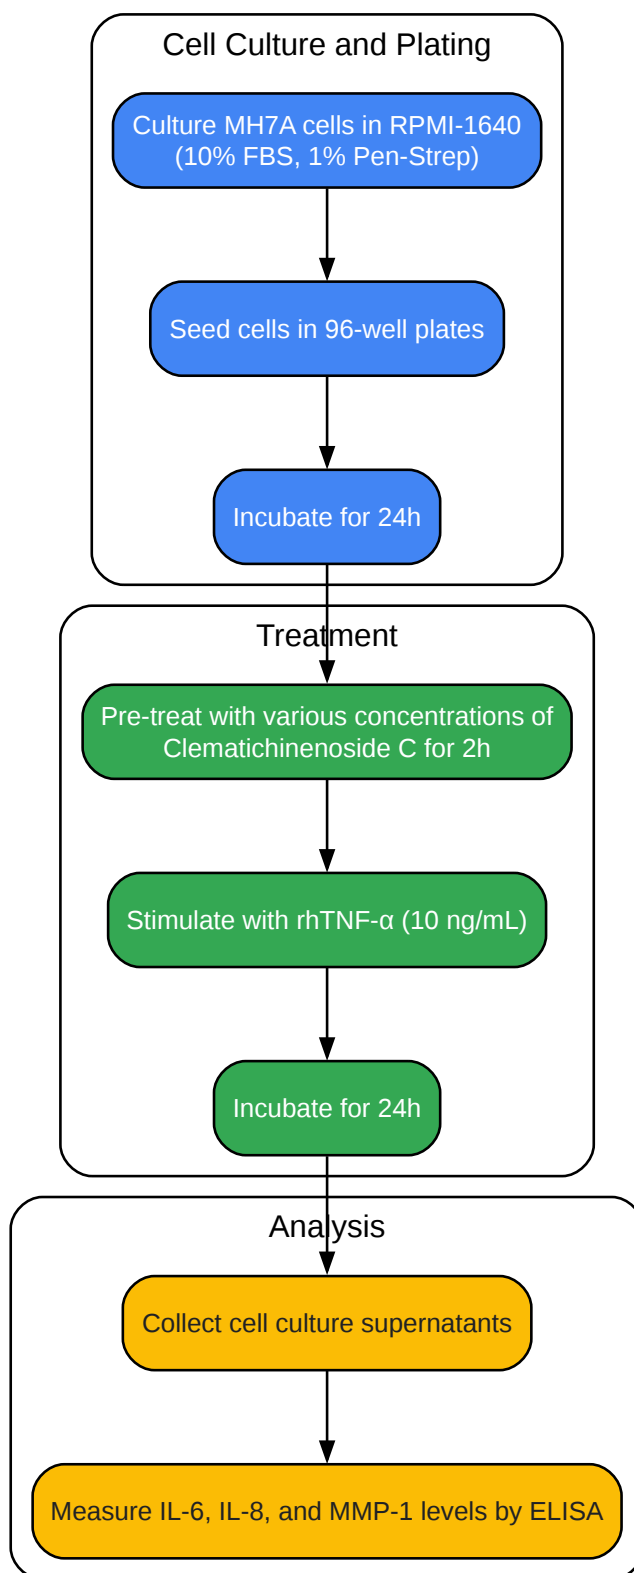 Cell Culture and Plating
Culture MH7A cells in RPMI-1640
(10% FBS, 1% Pen-Strep)
Seed cells in 96-well plates
Incubate for 24h
Treatment
Pre-treat with various concentrations of
Clematichinenoside C for 2h
Stimulate with rhTNF-α (10 ng/mL)
Incubate for 24h
Analysis
Collect cell culture supernatants
Measure IL-6, IL-8, and MMP-1 levels by ELISA